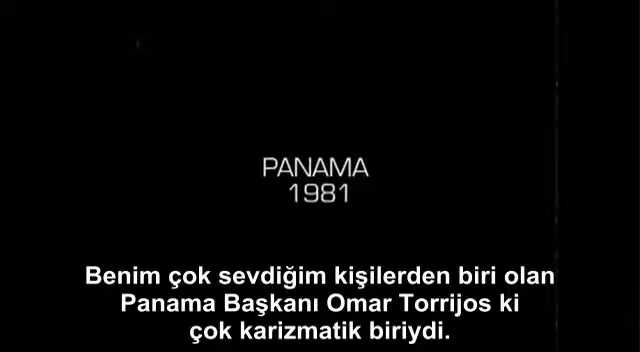 PANAMA
1981
Benim çok sevdiğim kişilerden biri olan
Panama Başkanı Omar Torrijos ki
çok karizmatik biriydi.